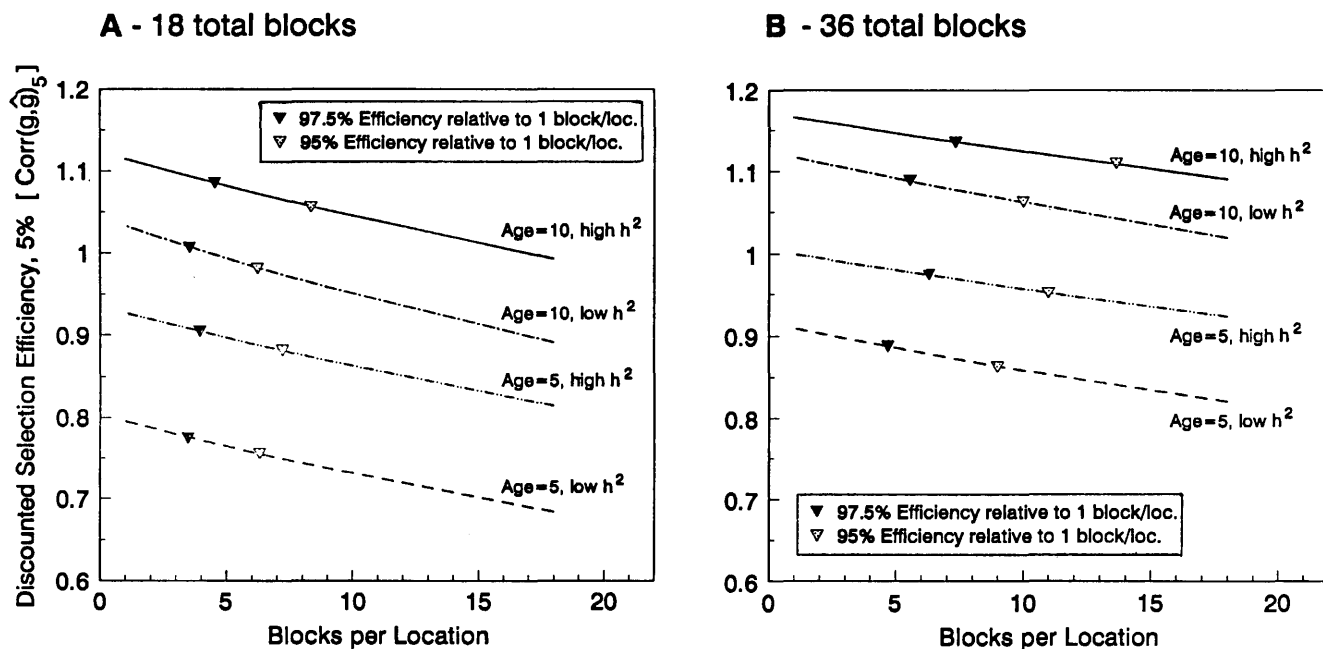 A - 18 total blocks
Discounted Selection Efficiency, 5% [ Corr(g,ĝ)₅ ]
1.2
1.1
1
0.9
0.8
0.7
0.6
▼ 97.5% Efficiency relative to 1 block/loc.
▽ 95% Efficiency relative to 1 block/loc.
Age=10, high h²
Age=10, low h²
Age=5, high h²
Age=5, low h²
0 5 10 15 20
Blocks per Location
B - 36 total blocks
1.2
1.1
1
0.9
0.8
0.7
0.6
Age=10, high h²
Age=10, low h²
Age=5, high h²
Age=5, low h²
▼ 97.5% Efficiency relative to 1 block/loc.
▽ 95% Efficiency relative to 1 block/loc.
0 5 10 15 20
Blocks per Location